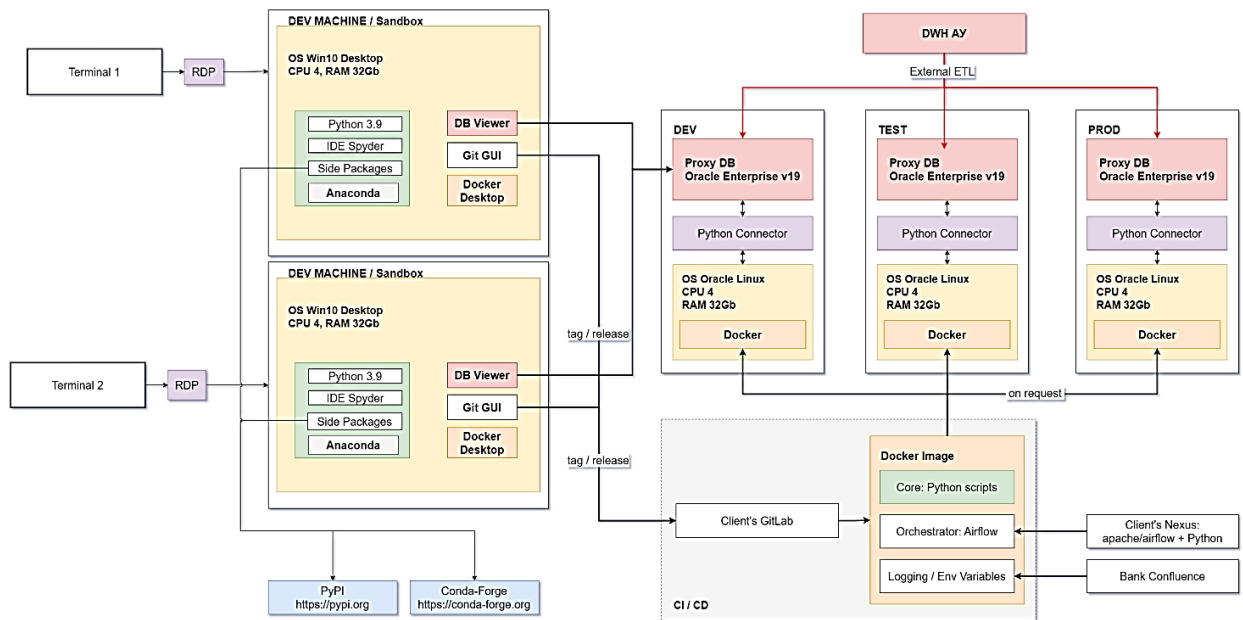 Terminal 1
RDP
DEV MACHINE / Sandbox
OS Win10 Desktop
CPU 4, RAM 32Gb
Python 3.9
IDE Spyder
Side Packages
Anaconda
DB Viewer
Git GUI
Docker
Desktop
Terminal 2
RDP
DEV MACHINE / Sandbox
OS Win10 Desktop
CPU 4, RAM 32Gb
Python 3.9
IDE Spyder
Side Packages
Anaconda
DB Viewer
Git GUI
Docker
Desktop
tag / release
tag / release
PyPI
https://pypi.org
Conda-Forge
https://conda-forge.org
DWH АУ
External ETL
DEV
Proxy DB
Oracle Enterprise v19
Python Connector
OS Oracle Linux
CPU 4
RAM 32Gb
Docker
TEST
Proxy DB
Oracle Enterprise v19
Python Connector
OS Oracle Linux
CPU 4
RAM 32Gb
Docker
PROD
Proxy DB
Oracle Enterprise v19
Python Connector
OS Oracle Linux
CPU 4
RAM 32Gb
Docker
on request
Client's GitLab
Docker Image
Core: Python scripts
Orchestrator: Airflow
Logging / Env Variables
Client's Nexus:
apache/airflow + Python
Bank Confluence
CI / CD